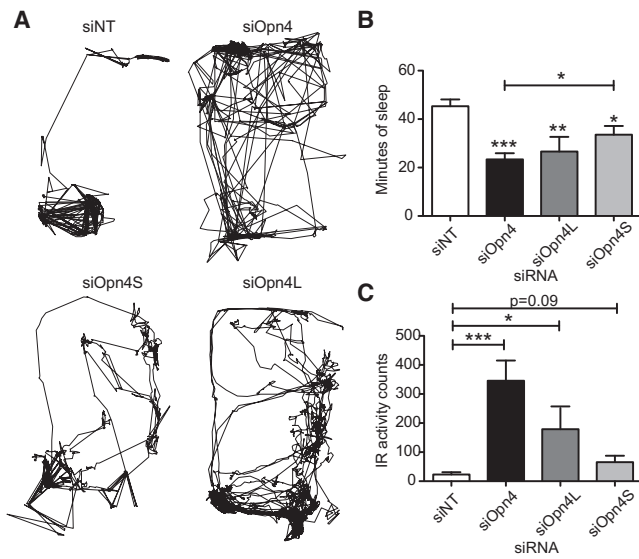 A
siNT
siOpn4
siOpn4S
siOpn4L
B
Minutes of sleep
60
40
20
0
*
***
**
*
siNT
siOpn4
siOpn4L
siOpn4S
siRNA
C
p=0.09
*
***
IR activity counts
500
400
300
200
100
0
siNT
siOpn4
siOpn4L
siOpn4S
siRNA